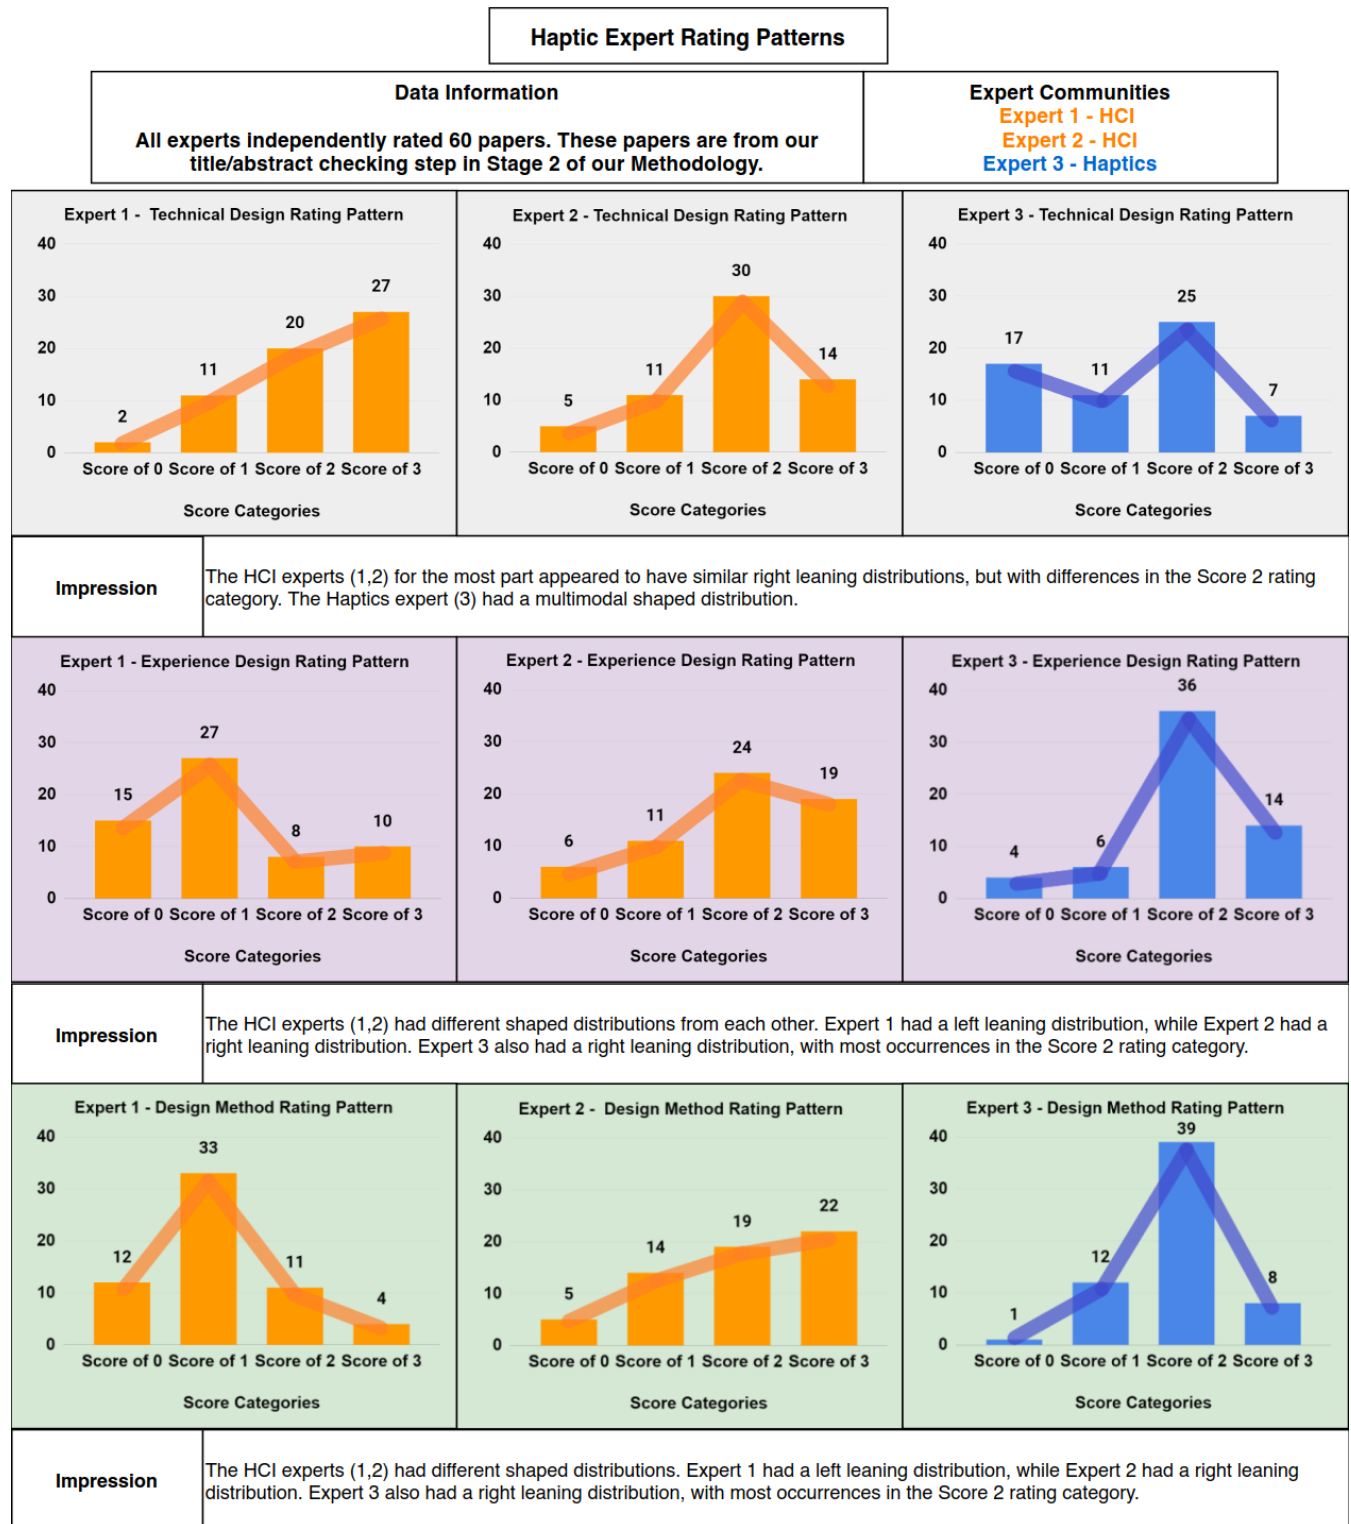 Haptic Expert Rating Patterns
Data Information
All experts independently rated 60 papers. These papers are from our
title/abstract checking step in Stage 2 of our Methodology.
Expert Communities
Expert 1 - HCI
Expert 2 - HCI
Expert 3 - Haptics
Expert 1 -  Technical Design Rating Pattern
40
30
20
10
0
2
11
20
27
Score of 0 Score of 1 Score of 2 Score of 3
Score Categories
Expert 2 - Technical Design Rating Pattern
40
30
20
10
0
5
11
30
14
Score of 0 Score of 1 Score of 2 Score of 3
Score Categories
Expert 3 - Technical Design Rating Pattern
40
30
20
10
0
17
11
25
7
Score of 0 Score of 1 Score of 2 Score of 3
Score Categories
Impression
The HCI experts (1,2) for the most part appeared to have similar right leaning distributions, but with differences in the Score 2 rating
category. The Haptics expert (3) had a multimodal shaped distribution.
Expert 1 - Experience Design Rating Pattern
40
30
20
10
0
15
27
8
10
Score of 0 Score of 1 Score of 2 Score of 3
Score Categories
Expert 2 - Experience Design Rating Pattern
40
30
20
10
0
6
11
24
19
Score of 0 Score of 1 Score of 2 Score of 3
Score Categories
Expert 3 - Experience Design Rating Pattern
40
30
20
10
0
4
6
36
14
Score of 0 Score of 1 Score of 2 Score of 3
Score Categories
Impression
The HCI experts (1,2) had different shaped distributions from each other. Expert 1 had a left leaning distribution, while Expert 2 had a
right leaning distribution. Expert 3 also had a right leaning distribution, with most occurrences in the Score 2 rating category.
Expert 1 - Design Method Rating Pattern
40
30
20
10
0
12
33
11
4
Score of 0 Score of 1 Score of 2 Score of 3
Score Categories
Expert 2 -  Design Method Rating Pattern
40
30
20
10
0
5
14
19
22
Score of 0 Score of 1 Score of 2 Score of 3
Score Categories
Expert 3 - Design Method Rating Pattern
40
30
20
10
0
1
12
39
8
Score of 0 Score of 1 Score of 2 Score of 3
Score Categories
Impression
The HCI experts (1,2) had different shaped distributions. Expert 1 had a left leaning distribution, while Expert 2 had a right leaning
distribution. Expert 3 also had a right leaning distribution, with most occurrences in the Score 2 rating category.